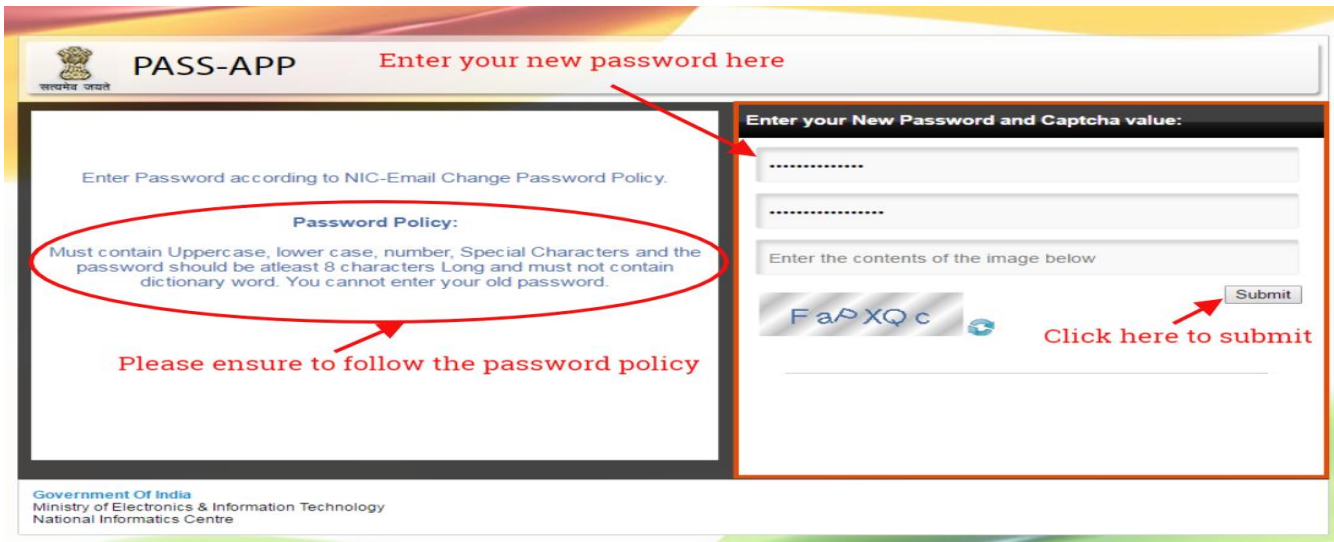 सत्यमेव जयते
PASS-APP
Enter your new password here
Enter Password according to NIC-Email Change Password Policy.
Password Policy:
Must contain Uppercase, lower case, number, Special Characters and the
password should be atleast 8 characters Long and must not contain
dictionary word. You cannot enter your old password.
Please ensure to follow the password policy
Enter your New Password and Captcha value:
••••••••••••••
•••••••••••••••••
Enter the contents of the image below
Submit
FaPXQc
Click here to submit
Government Of India
Ministry of Electronics & Information Technology
National Informatics Centre